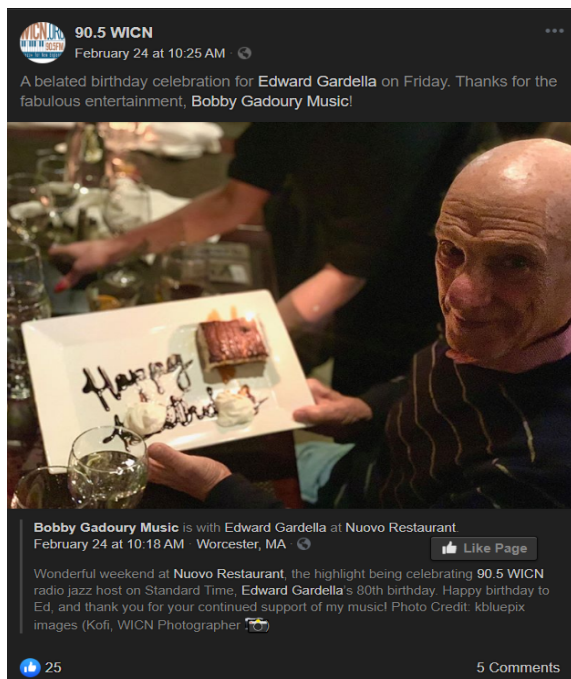 WICN.ORG
90.5FM
90.5 WICN
February 24 at 10:25 AM
A belated birthday celebration for Edward Gardella on Friday. Thanks for the
fabulous entertainment, Bobby Gadoury Music!
Happy
Bobby Gadoury Music is with Edward Gardella at Nuovo Restaurant.
February 24 at 10:18 AM · Worcester, MA
Like Page
Wonderful weekend at Nuovo Restaurant, the highlight being celebrating 90.5 WICN
radio jazz host on Standard Time, Edward Gardella's 80th birthday. Happy birthday to
Ed, and thank you for your continued support of my music! Photo Credit: kbluepix
images (Kofi, WICN Photographer 📸)
25
5 Comments